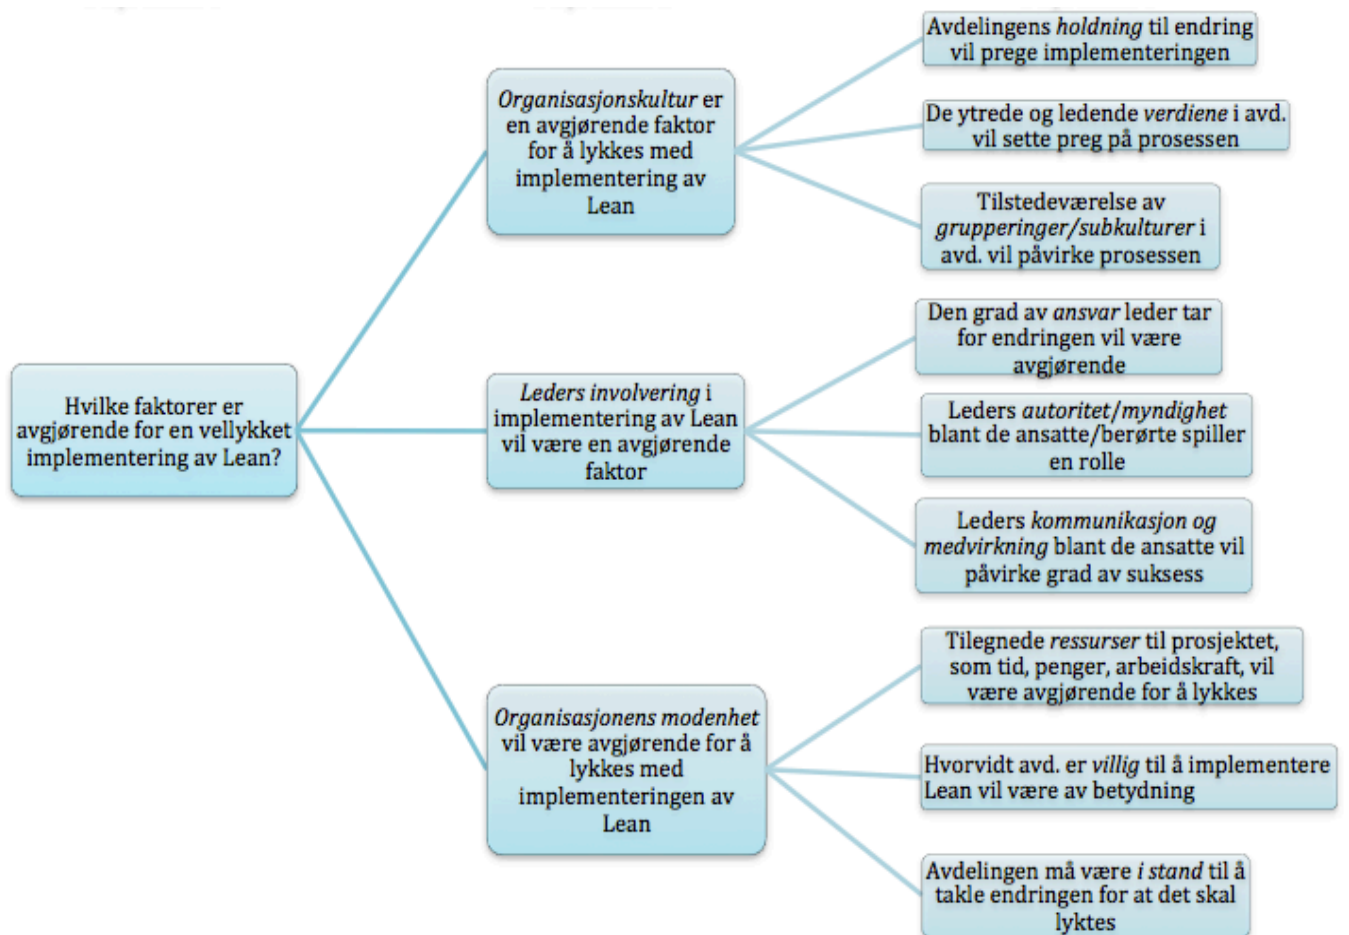 Hvilke faktorer er
avgjørende for en vellykket
implementering av Lean?
Organisasjonskultur er
en avgjørende faktor
for å lykkes med
implementering av
Lean
Avdelingens holdning til endring
vil prege implementeringen
De ytrede og ledende verdiene i avd.
vil sette preg på prosessen
Tilstedeværelse av
grupperinger/subkulturer i
avd. vil påvirke prosessen
Leders involvering i
implementering av Lean
vil være en avgjørende
faktor
Den grad av ansvar leder tar
for endringen vil være
avgjørende
Leders autoritet/myndighet
blant de ansatte/berørte spiller
en rolle
Leders kommunikasjon og
medvirkning blant de ansatte vil
påvirke grad av suksess
Organisasjonens modenhet
vil være avgjørende for å
lykkes med
implementeringen av
Lean
Tilegnede ressurser til prosjektet,
som tid, penger, arbeidskraft, vil
være avgjørende for å lykkes
Hvorvidt avd. er villig til å implementere
Lean vil være av betydning
Avdelingen må være i stand til å
takle endringen for at det skal
lyktes